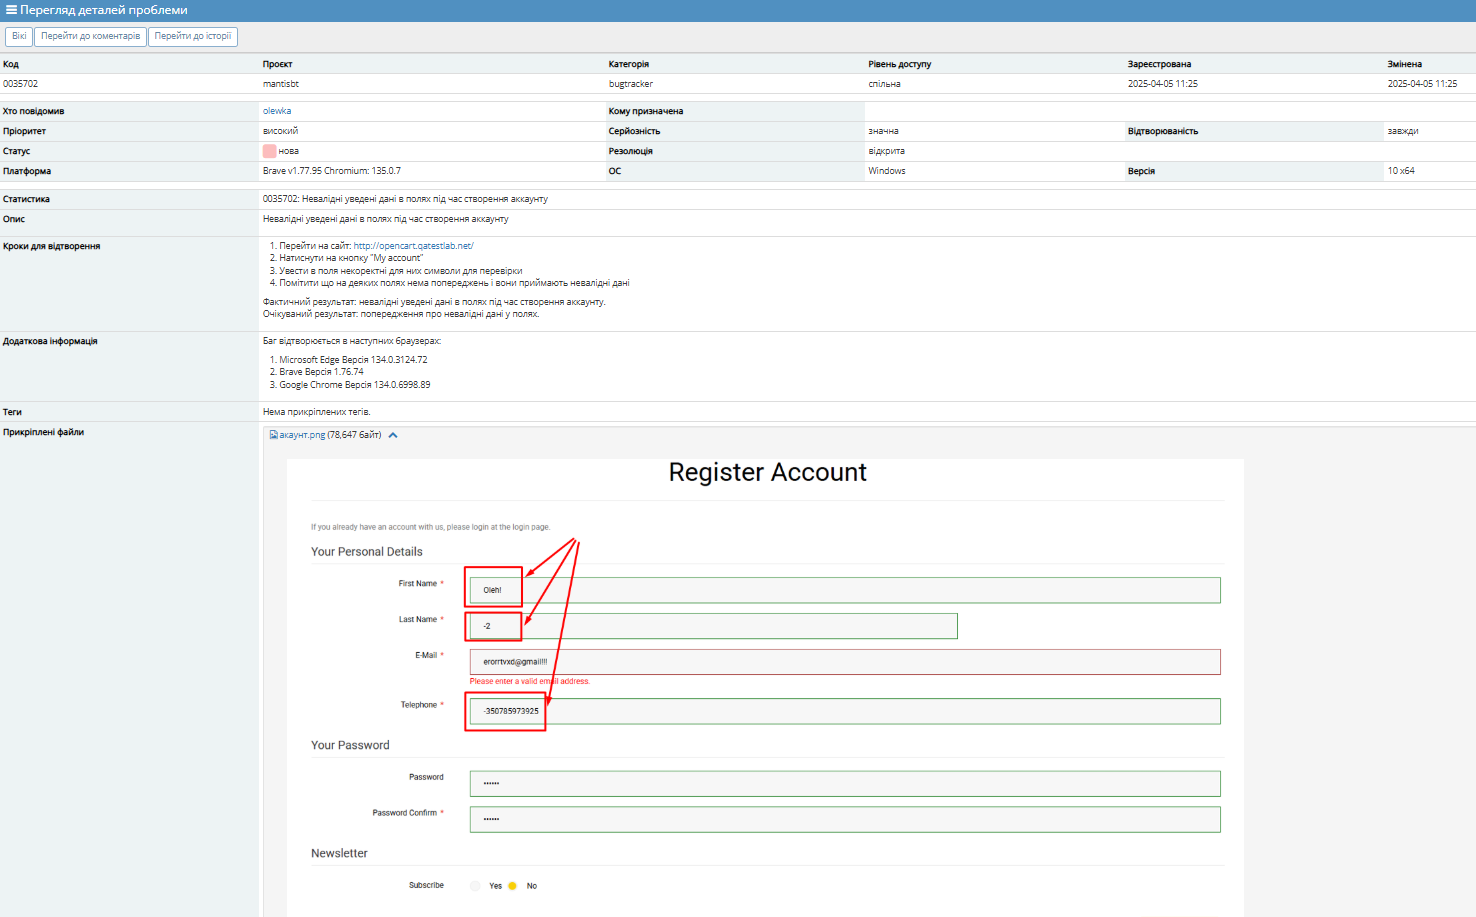 Перегляд деталей проблеми
Вікі Перейти до коментарів Перейти до історії
Код Проєкт Категорія Рівень доступу Зареєстрована Змінена
0035702 mantisbt bugtracker спільна 2025-04-05 11:25 2025-04-05 11:25
Хто повідомив olewka Кому призначена
Пріоритет високий Серйозність значна Відтворюваність завжди
Статус нова Резолюція відкрита
Платформа Brave v1.77.95 Chromium: 135.0.7 ОС Windows Версія 10 x64
Статистика 0035702: Невалідні уведені дані в полях під час створення аккаунту
Опис Невалідні уведені дані в полях під час створення аккаунту
Кроки для відтворення 1. Перейти на сайт: http://opencart.qatestlab.net/
2. Натиснути на кнопку "My account"
3. Увести в поля некоректні для них символи для перевірки
4. Помітити що на деяких полях нема попереджень і вони приймають невалідні дані
Фактичний результат: невалідні уведені дані в полях під час створення аккаунту.
Очікуваний результат: попередження про невалідні дані у полях.
Додаткова інформація Баг відтворюється в наступних браузерах:
1. Microsoft Edge Версія 134.0.3124.72
2. Brave Версія 1.76.74
3. Google Chrome Версія 134.0.6998.89
Теги Нема прикріплених тегів.
Прикріплені файли акаунт.png (78,647 байт)
Register Account
If you already have an account with us, please login at the login page.
Your Personal Details
First Name * Oleh!
Last Name * -2
E-Mail * erorrtvxd@gmail!!!
Please enter a valid email address.
Telephone * -350785973925
Your Password
Password ••••••
Password Confirm * ••••••
Newsletter
Subscribe Yes No